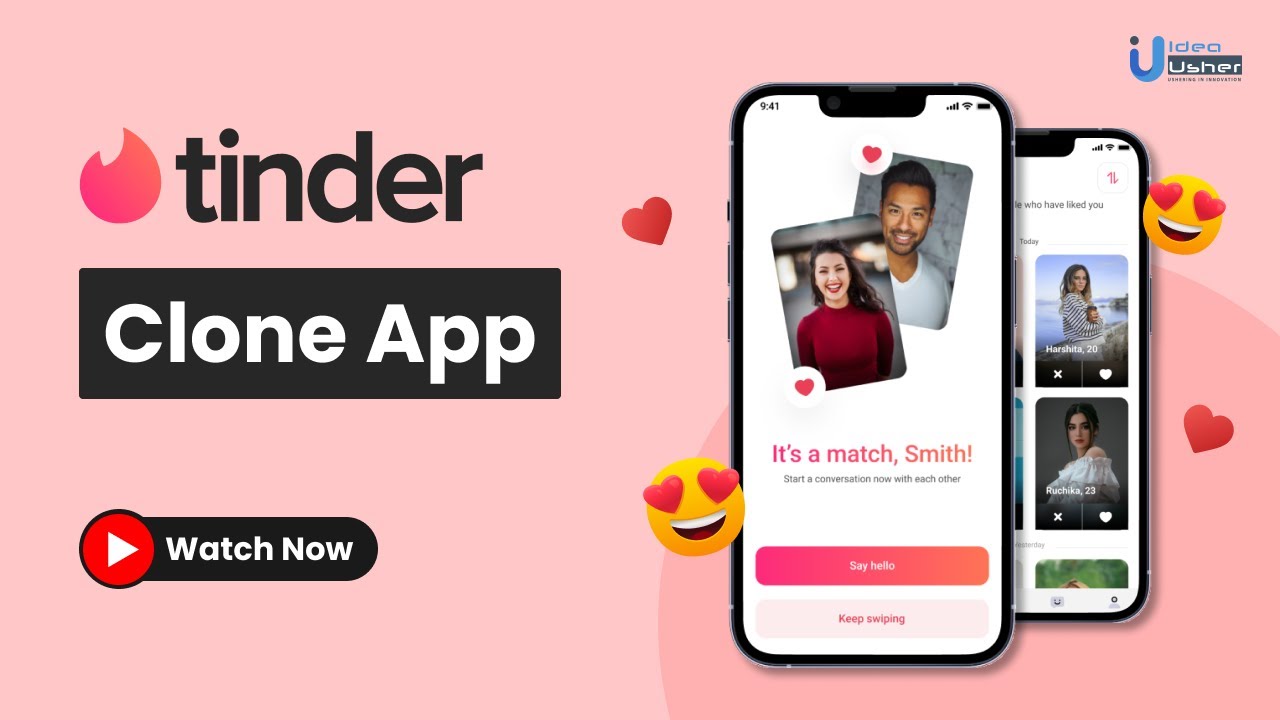 Idea
Usher
USHERING IN INNOVATION
tinder
Clone App
Watch Now
9:41
It's a match, Smith!
Start a conversation now with each other
Say hello
Keep swiping
le who have liked you
Today
Harshita, 20
Ruchika, 23
Yesterday